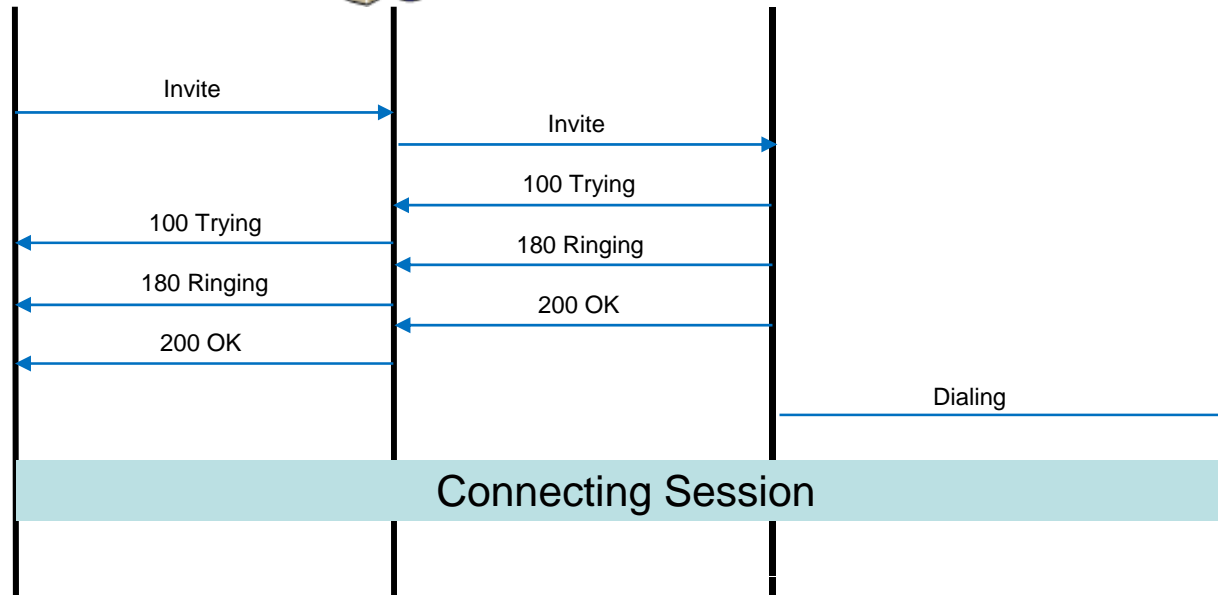 Invite
Invite
100 Trying
100 Trying
180 Ringing
180 Ringing
200 OK
200 OK
Dialing
Connecting Session